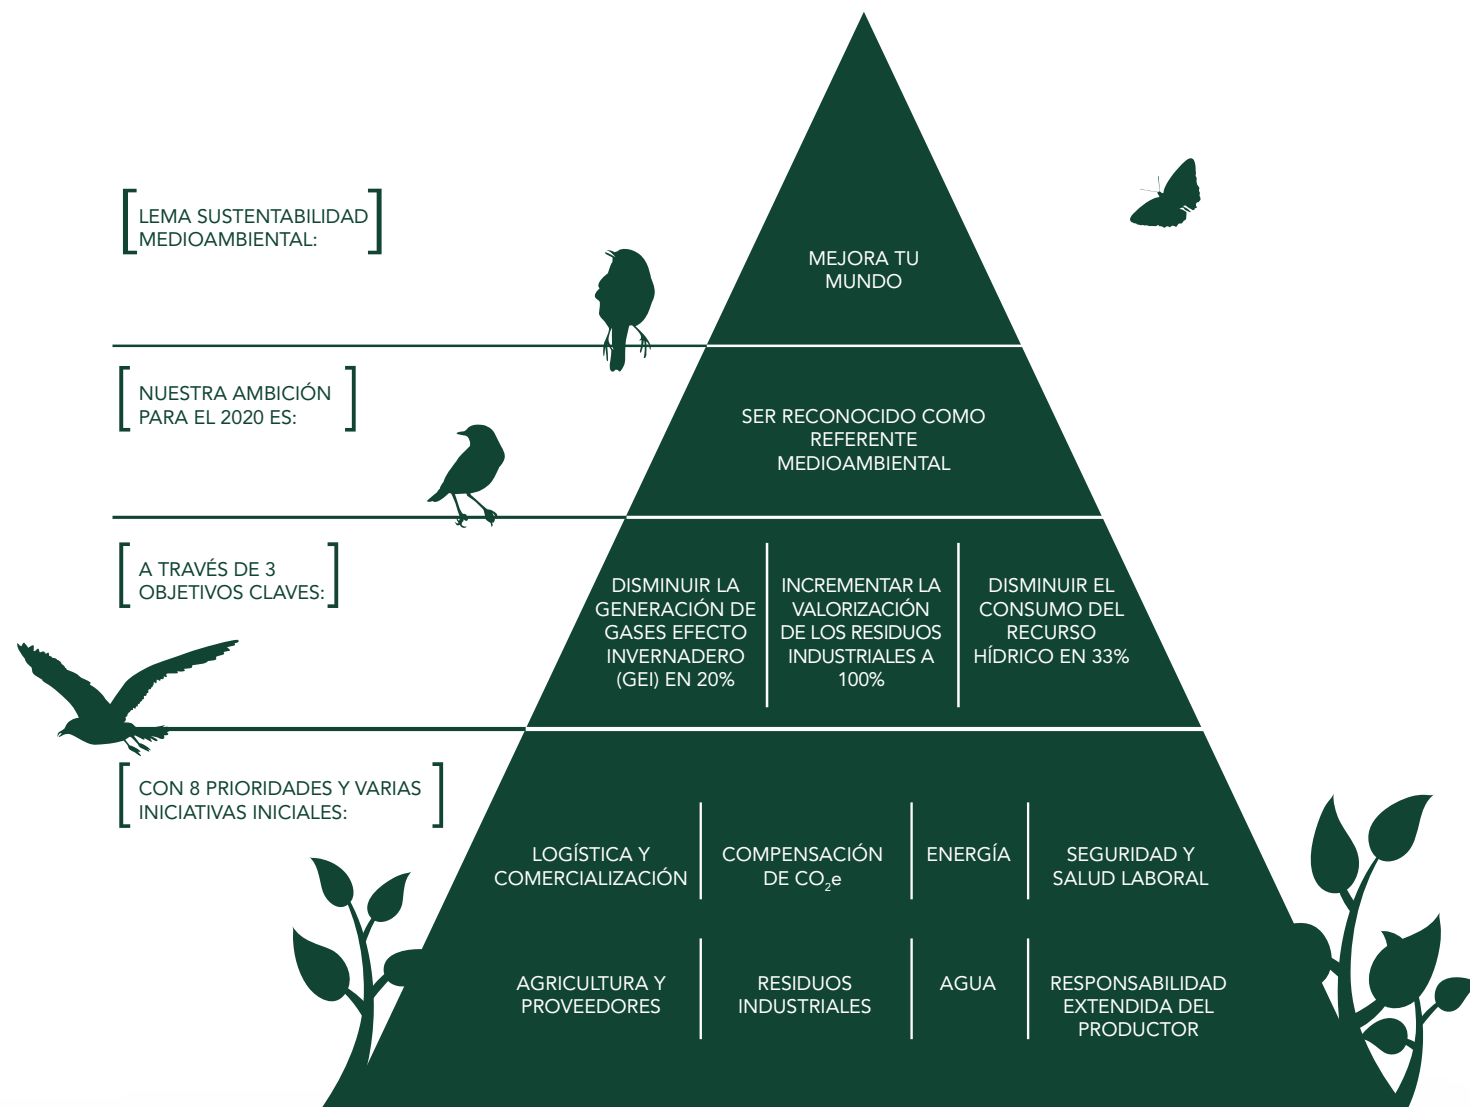 LEMA SUSTENTABILIDAD
MEDIOAMBIENTAL:
MEJORA TU
MUNDO
NUESTRA AMBICIÓN
PARA EL 2020 ES:
SER RECONOCIDO COMO
REFERENTE
MEDIOAMBIENTAL
A TRAVÉS DE 3
OBJETIVOS CLAVES:
DISMINUIR LA
GENERACIÓN DE
GASES EFECTO
INVERNADERO
(GEI) EN 20%
INCREMENTAR LA
VALORIZACIÓN
DE LOS RESIDUOS
INDUSTRIALES A
100%
DISMINUIR EL
CONSUMO DEL
RECURSO
HÍDRICO EN 33%
CON 8 PRIORIDADES Y VARIAS
INICIATIVAS INICIALES:
LOGÍSTICA Y
COMERCIALIZACIÓN
COMPENSACIÓN
DE CO₂e
ENERGÍA
SEGURIDAD Y
SALUD LABORAL
AGRICULTURA Y
PROVEEDORES
RESIDUOS
INDUSTRIALES
AGUA
RESPONSABILIDAD
EXTENDIDA DEL
PRODUCTOR